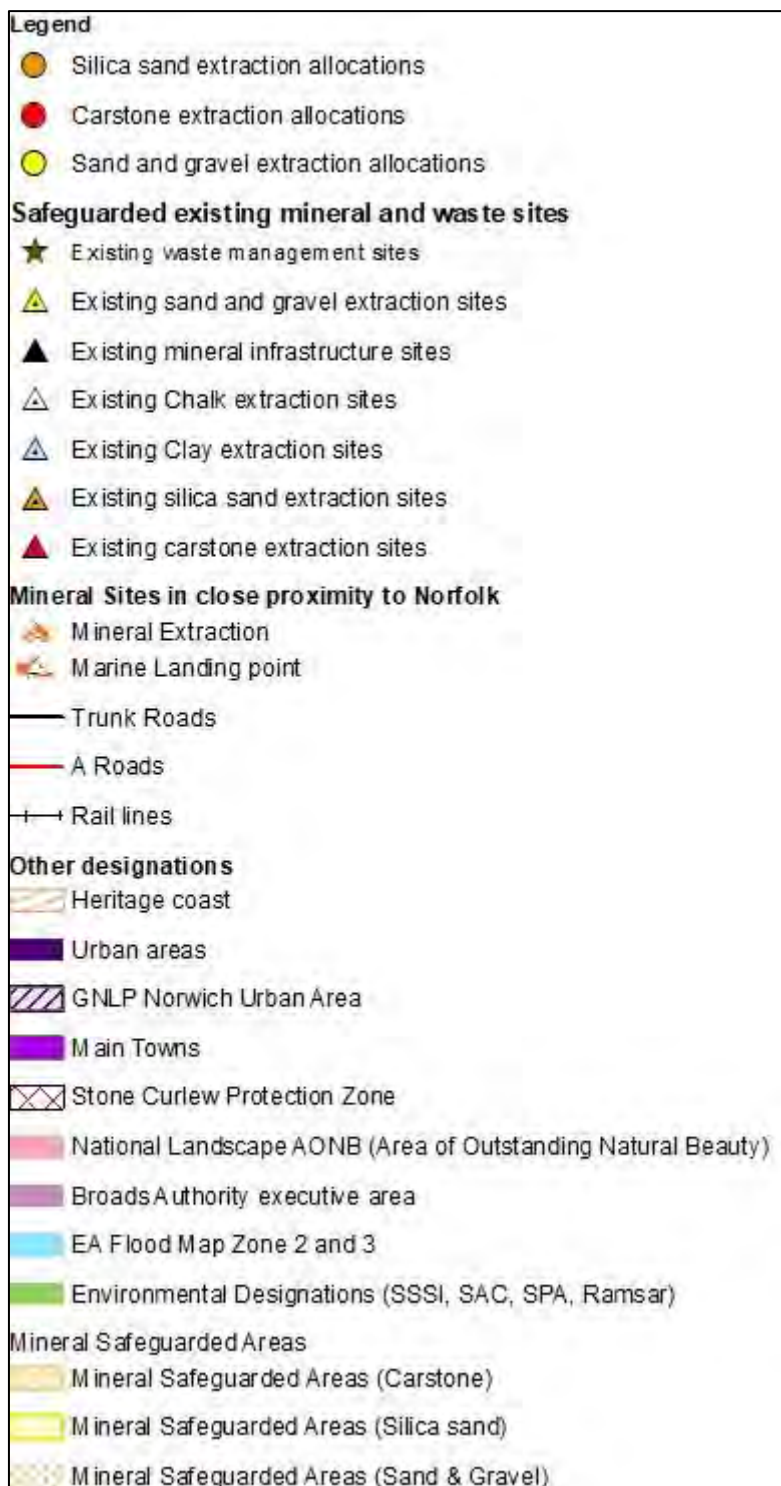 Legend
Silica sand extraction allocations
Carstone extraction allocations
Sand and gravel extraction allocations
Safeguarded existing mineral and waste sites
Existing waste management sites
Existing sand and gravel extraction sites
Existing mineral infrastructure sites
Existing Chalk extraction sites
Existing Clay extraction sites
Existing silica sand extraction sites
Existing carstone extraction sites
Mineral Sites in close proximity to Norfolk
Mineral Extraction
Marine Landing point
Trunk Roads
A Roads
Rail lines
Other designations
Heritage coast
Urban areas
GNLP Norwich Urban Area
Main Towns
Stone Curlew Protection Zone
National Landscape AONB (Area of Outstanding Natural Beauty)
Broads Authority executive area
EA Flood Map Zone 2 and 3
Environmental Designations (SSSI, SAC, SPA, Ramsar)
Mineral Safeguarded Areas
Mineral Safeguarded Areas (Carstone)
Mineral Safeguarded Areas (Silica sand)
Mineral Safeguarded Areas (Sand & Gravel)